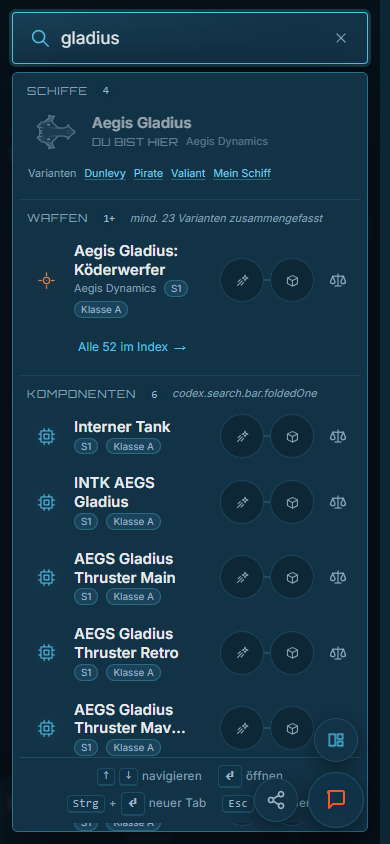 gladius
SCHIFFE 4
Aegis Gladius
DU BIST HIER Aegis Dynamics
Varianten Dunlevy Pirate Valiant Mein Schiff
WAFFEN 1+ mind. 23 Varianten zusammengefasst
Aegis Gladius:
Köderwerfer
Aegis Dynamics S1
Klasse A
Alle 52 im Index →
KOMPONENTEN 6 codex.search.bar.foldedOne
Interner Tank
S1 Klasse A
INTK AEGS
Gladius
S1 Klasse A
AEGS Gladius
Thruster Main
S1 Klasse A
AEGS Gladius
Thruster Retro
S1 Klasse A
AEGS Gladius
Thruster Mav...
S1 Klasse A
↑ ↓ navigieren öffnen
Strg + neuer Tab Esc
S1 Klasse A